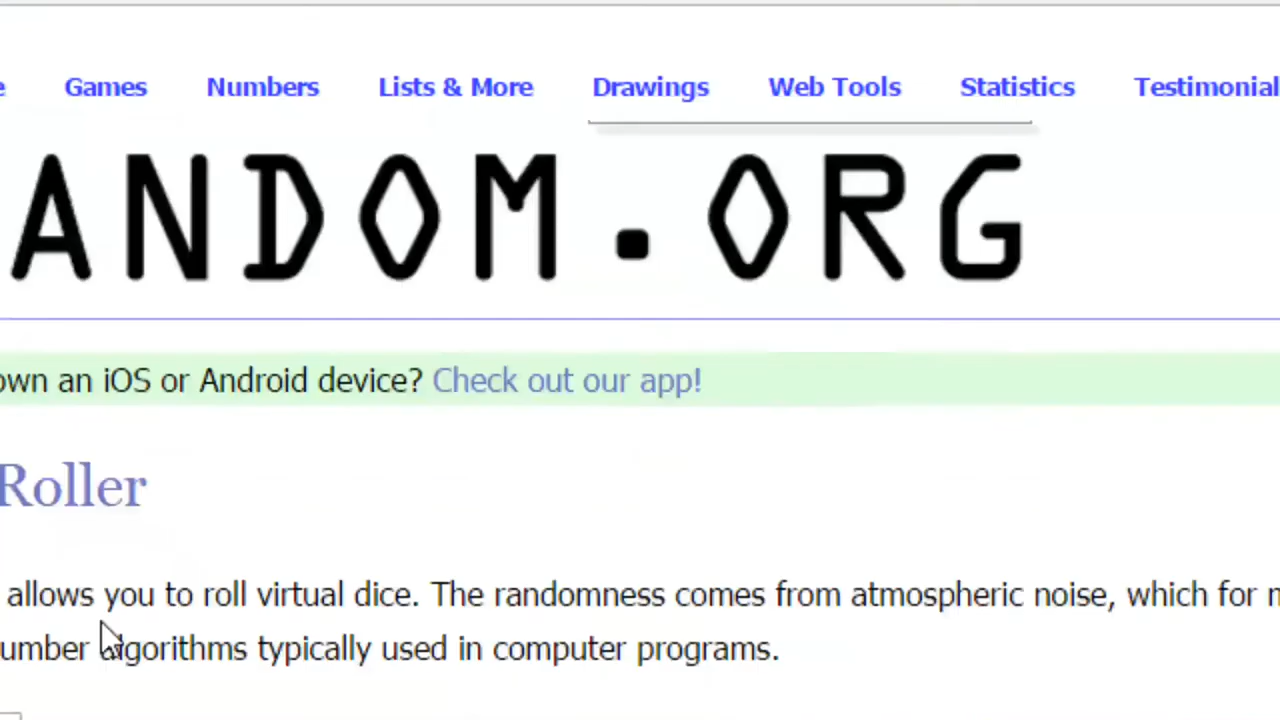 Games Numbers Lists & More Drawings Web Tools Statistics Testimonial
ANDOM.ORG
own an iOS or Android device? Check out our app!
Roller
allows you to roll virtual dice. The randomness comes from atmospheric noise, which for
umber algorithms typically used in computer programs.